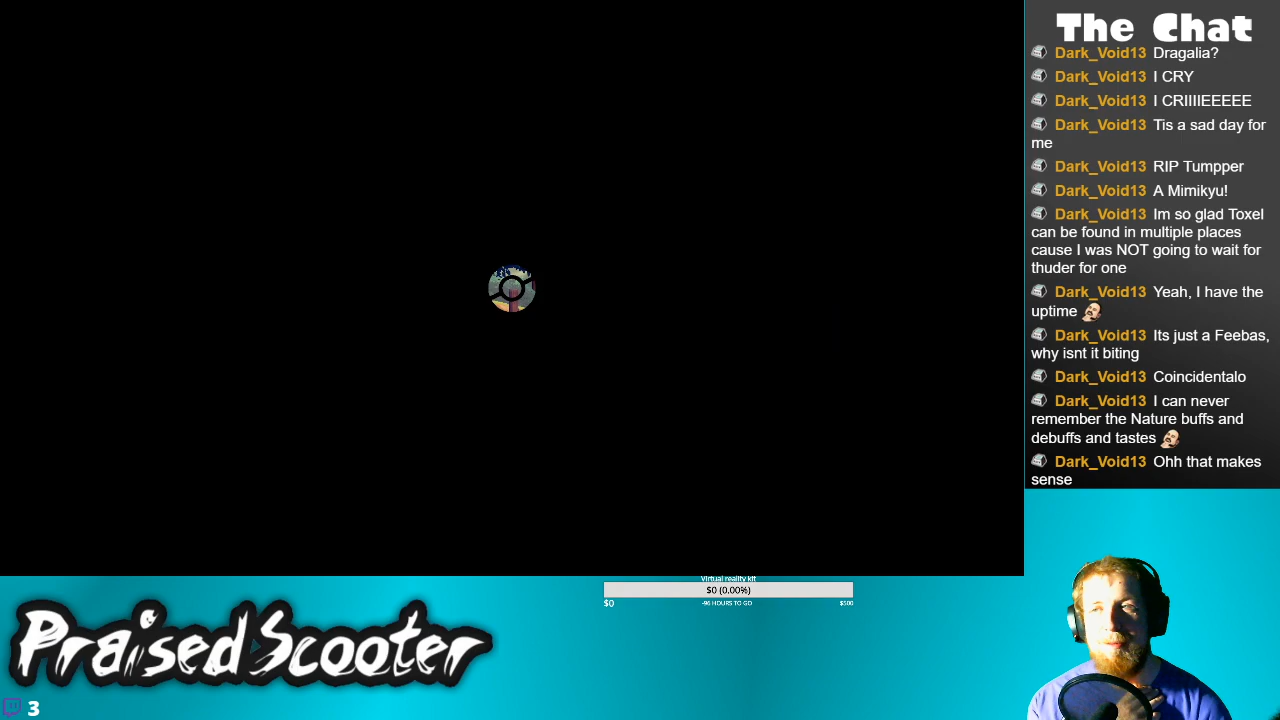 The Chat
Dark_Void13 Dragalia?
Dark_Void13 I CRY
Dark_Void13 I CRIIIIEEEEE
Dark_Void13 Tis a sad day for
me
Dark_Void13 RIP Tumpper
Dark_Void13 A Mimikyu!
Dark_Void13 Im so glad Toxel
can be found in multiple places
cause I was NOT going to wait for
thuder for one
Dark_Void13 Yeah, I have the
uptime
Dark_Void13 Its just a Feebas,
why isnt it biting
Dark_Void13 Coincidentalo
Dark_Void13 I can never
remember the Nature buffs and
debuffs and tastes
Dark_Void13 Ohh that makes
sense
Virtual reality kit
$0 (0.00%)
$0 -96 HOURS TO GO $500
PraisedScooter
3